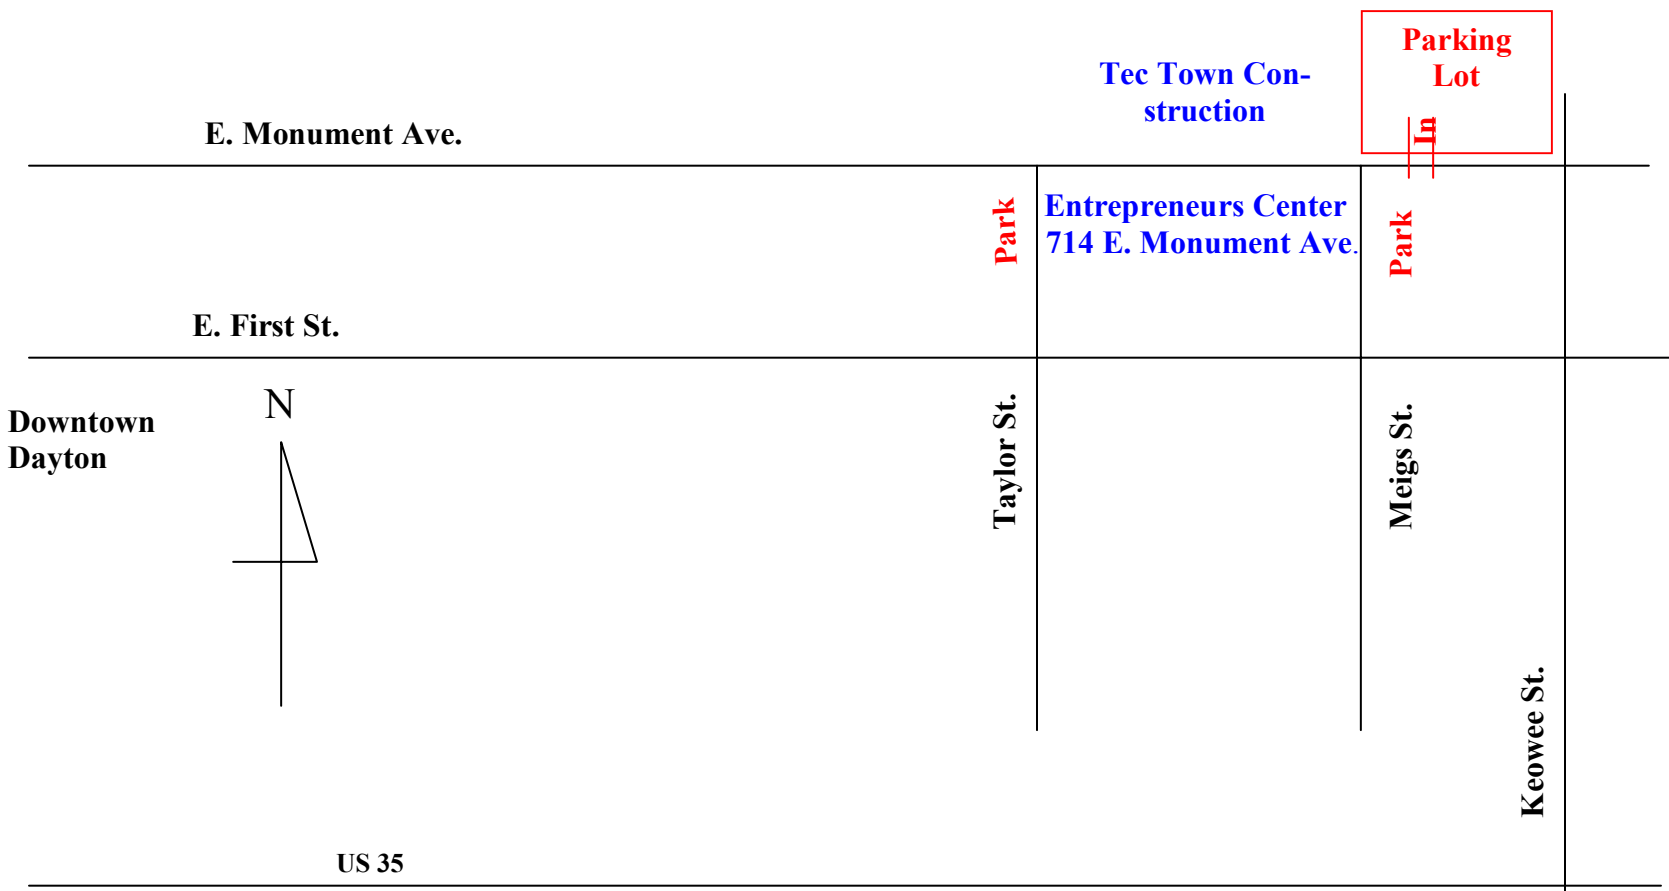 Parking
Lot
Tec Town Con-
struction
In
E. Monument Ave.
Park
Entrepreneurs Center
714 E. Monument Ave.
Park
E. First St.
N
Downtown
Dayton
Taylor St.
Meigs St.
Keowee St.
US 35